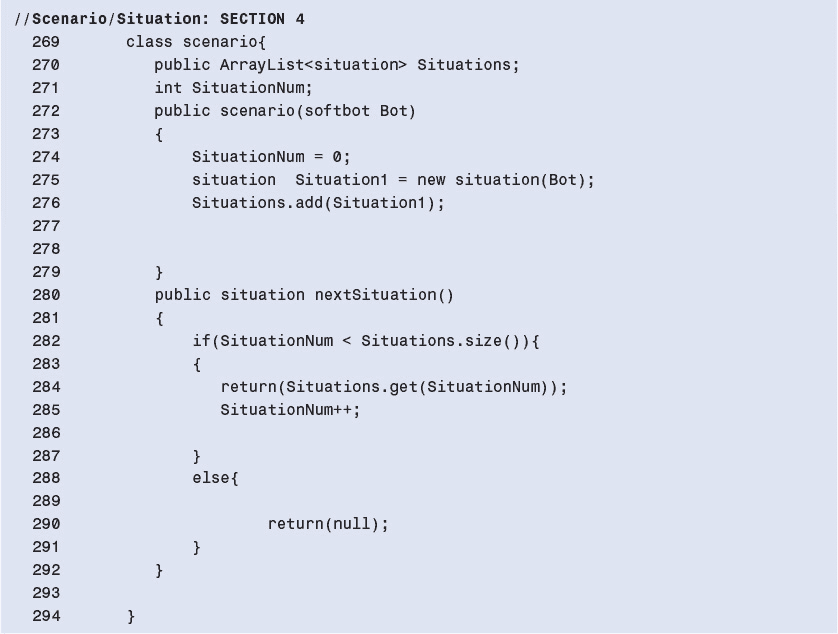 //Scenario/Situation: SECTION 4
269 class scenario{
270 public ArrayList<situation> Situations;
271 int SituationNum;
272 public scenario(softbot Bot)
273 {
274 SituationNum = 0;
275 situation Situation1 = new situation(Bot);
276 Situations.add(Situation1);
277
278
279 }
280 public situation nextSituation()
281 {
282 if(SituationNum < Situations.size()){
283 {
284 return(Situations.get(SituationNum));
285 SituationNum++;
286
287 }
288 else{
289
290 return(null);
291 }
292 }
293
294 }